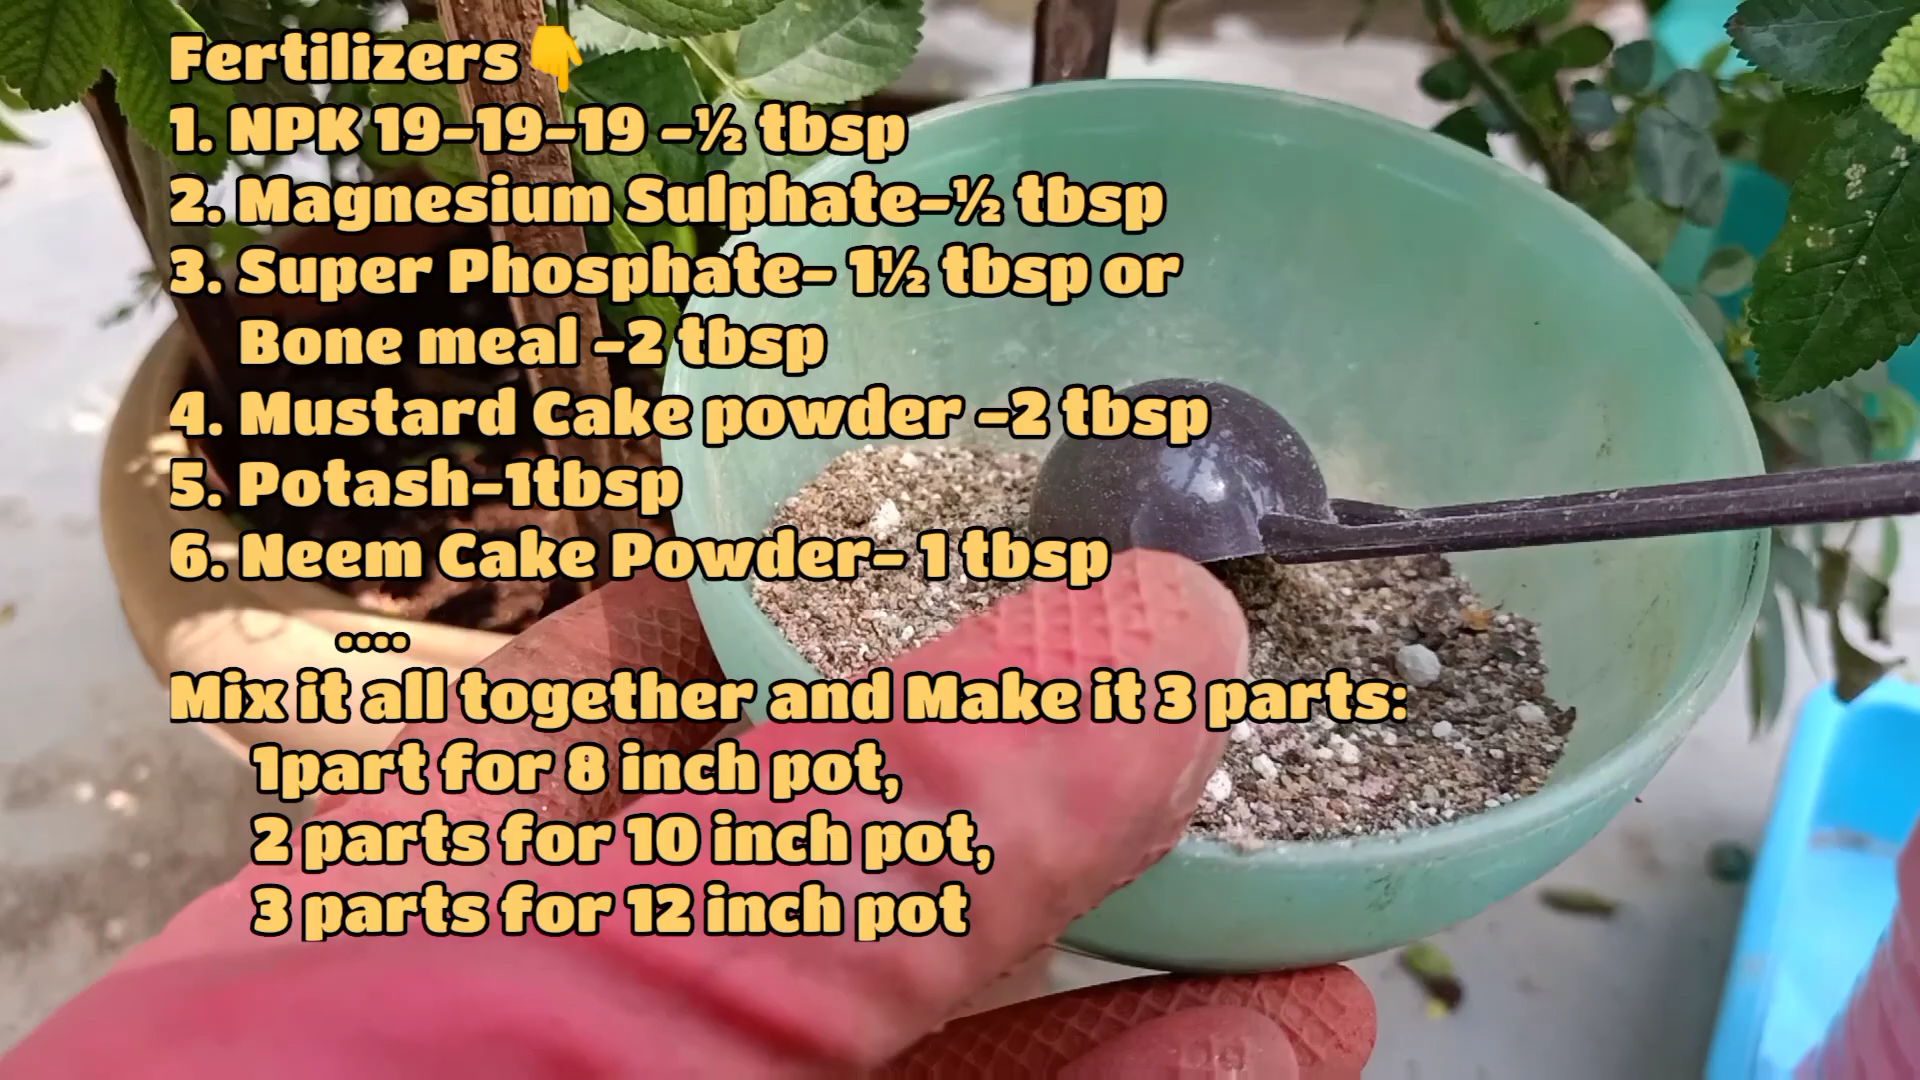 Fertilizers👇
1. NPK 19-19-19 -½ tbsp
2. Magnesium Sulphate-½ tbsp
3. Super Phosphate- 1½ tbsp or
Bone meal -2 tbsp
4. Mustard Cake powder -2 tbsp
5. Potash-1tbsp
6. Neem Cake Powder- 1 tbsp
....
Mix it all together and Make it 3 parts:
1part for 8 inch pot,
2 parts for 10 inch pot,
3 parts for 12 inch pot